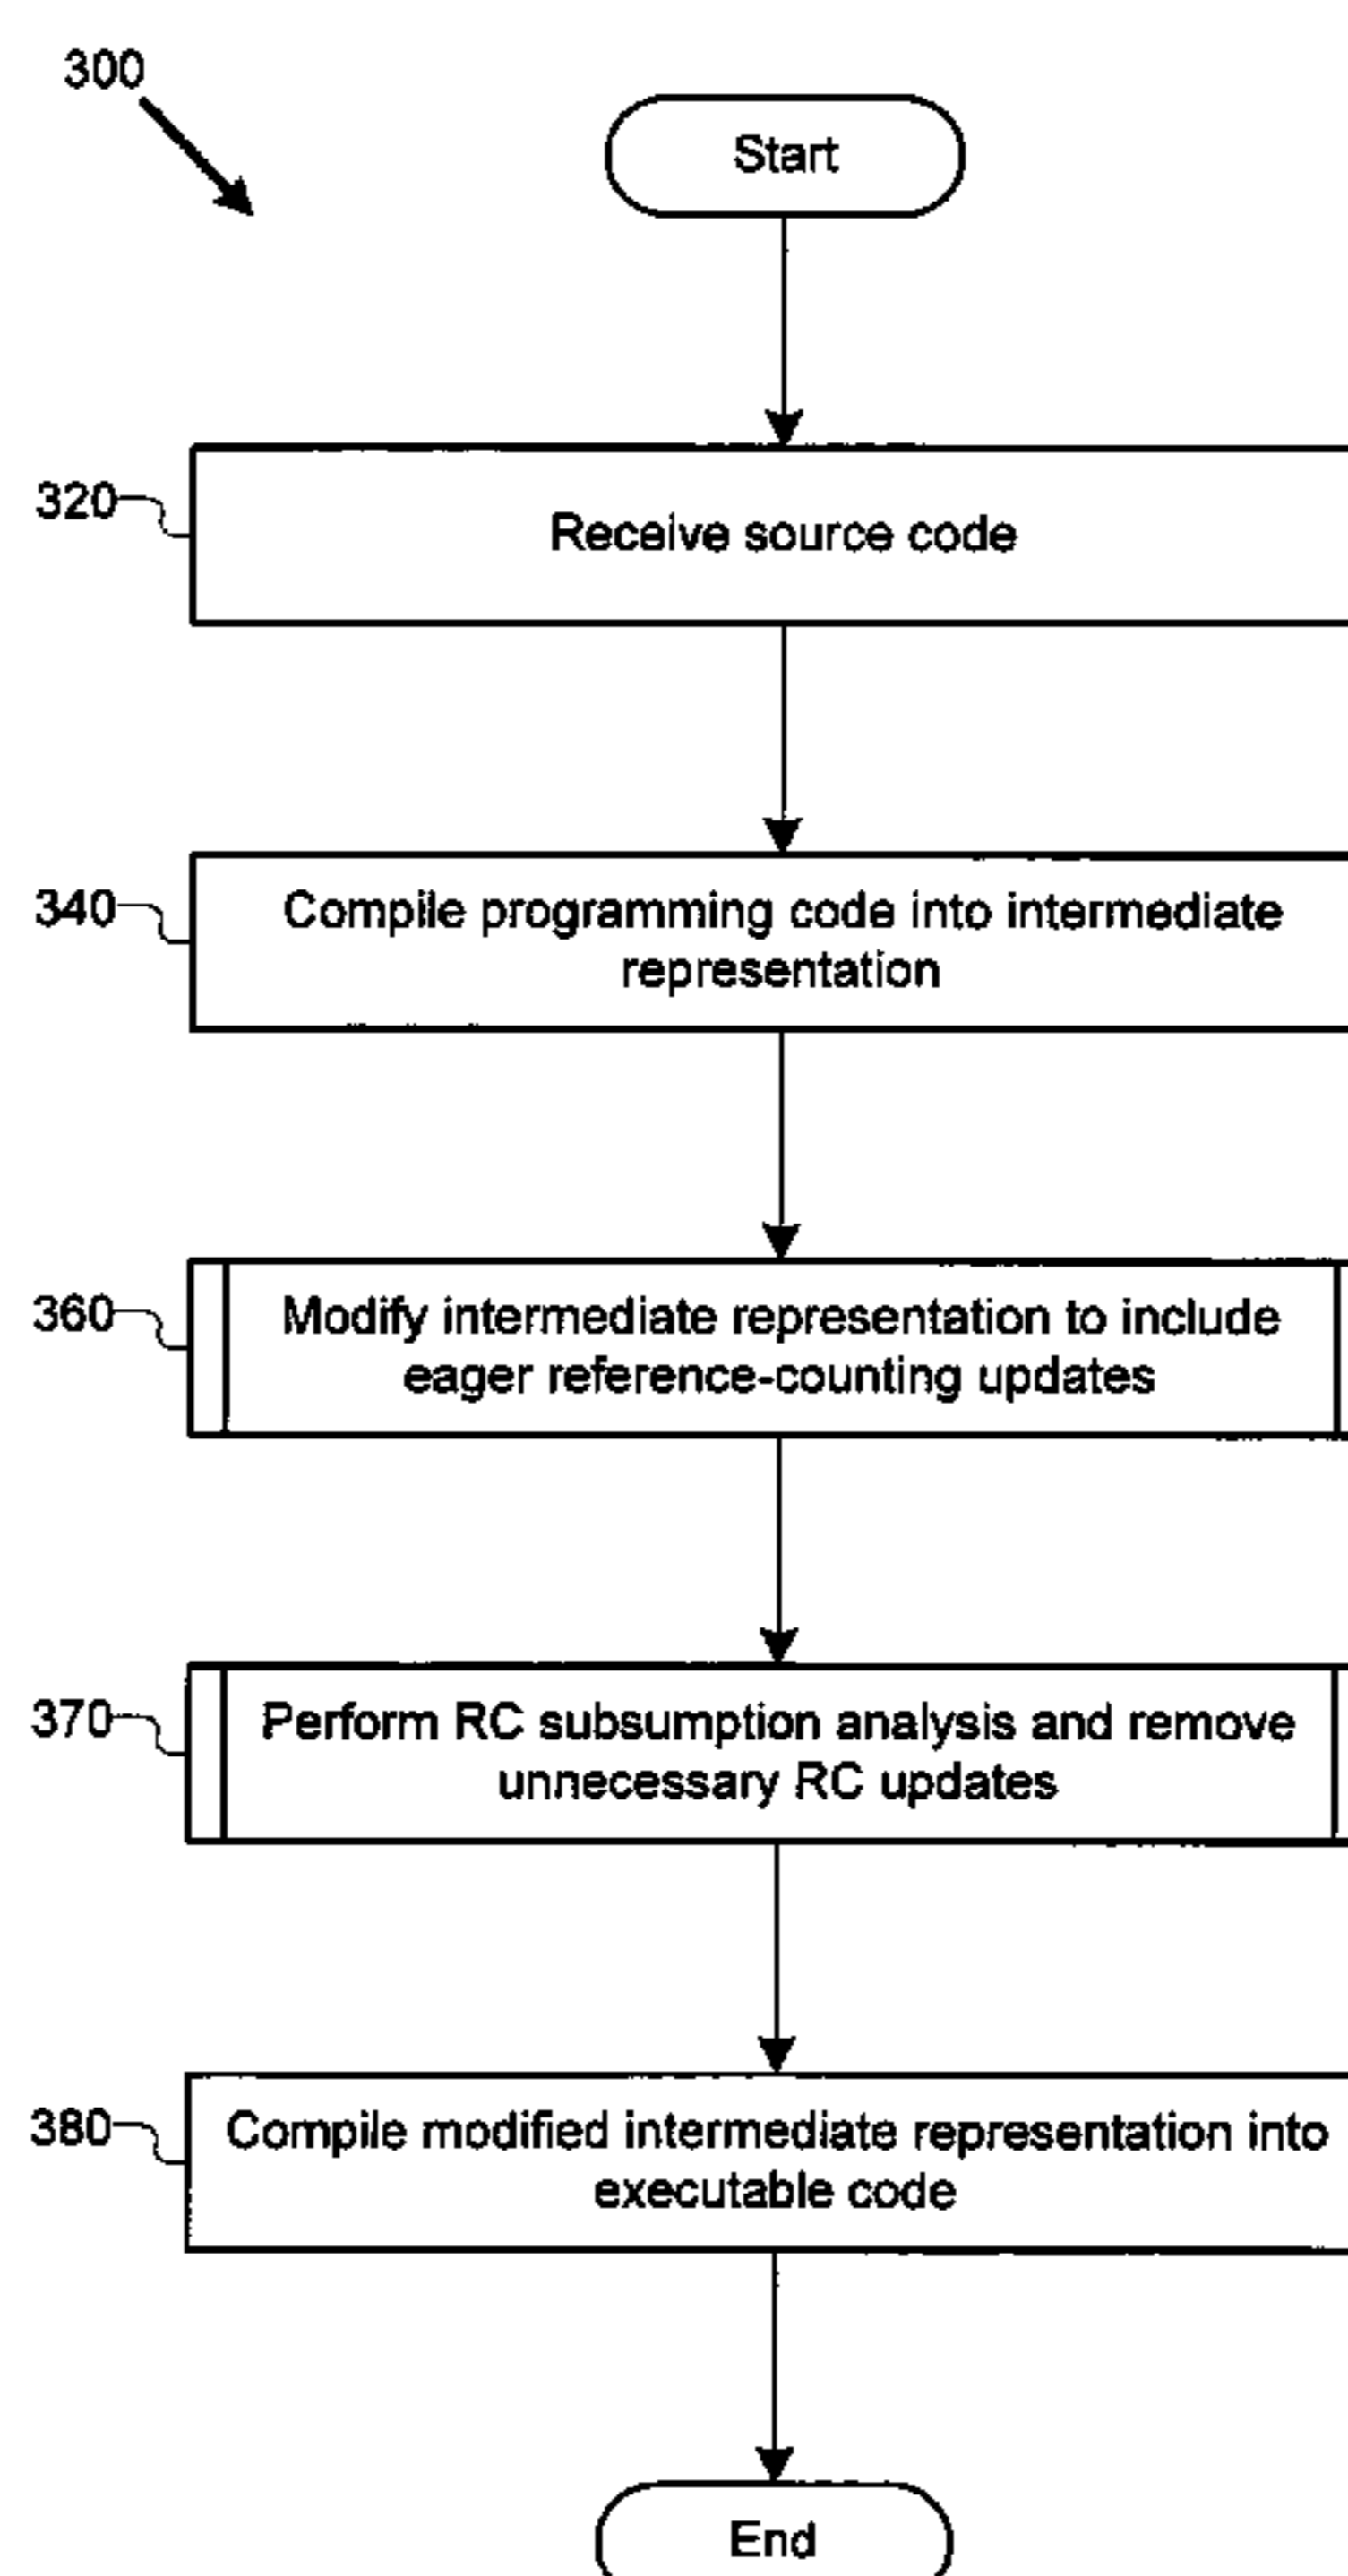 300
Start
320
Receive source code
340
Compile programming code into intermediate
representation
360
Modify intermediate representation to include
eager reference-counting updates
370
Perform RC subsumption analysis and remove
unnecessary RC updates
380
Compile modified intermediate representation into
executable code
End